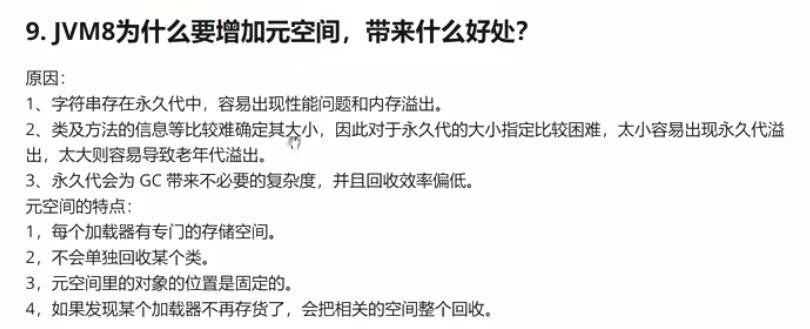 9. JVM8为什么要增加元空间，带来什么好处？
原因：
1、字符串存在永久代中，容易出现性能问题和内存溢出。
2、类及方法的信息等比较难确定其大小，因此对于永久代的大小指定比较困难，太小容易出现永久代溢
出，太大则容易导致老年代溢出。
3、永久代会为 GC 带来不必要的复杂度，并且回收效率偏低。
元空间的特点：
1，每个加载器有专门的存储空间。
2，不会单独回收某个类。
3，元空间里的对象的位置是固定的。
4，如果发现某个加载器不再存货了，会把相关的空间整个回收。